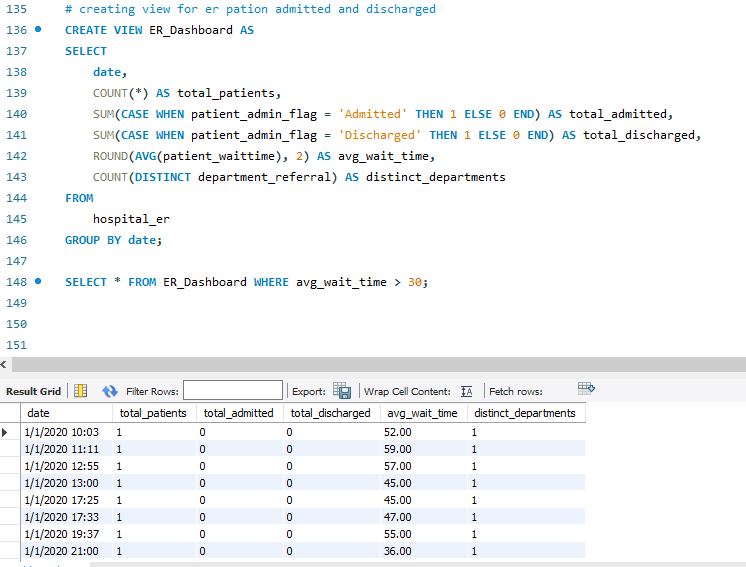 135 # creating view for er pation admitted and discharged
136 CREATE VIEW ER_Dashboard AS
137 SELECT
138 date,
139 COUNT(*) AS total_patients,
140 SUM(CASE WHEN patient_admin_flag = 'Admitted' THEN 1 ELSE 0 END) AS total_admitted,
141 SUM(CASE WHEN patient_admin_flag = 'Discharged' THEN 1 ELSE 0 END) AS total_discharged,
142 ROUND(AVG(patient_waittime), 2) AS avg_wait_time,
143 COUNT(DISTINCT department_referral) AS distinct_departments
144 FROM
145 hospital_er
146 GROUP BY date;
147
148 SELECT * FROM ER_Dashboard WHERE avg_wait_time > 30;
149
150
151
Result Grid Filter Rows: Export: Wrap Cell Content: IA Fetch rows:
date total_patients total_admitted total_discharged avg_wait_time distinct_departments
1/1/2020 10:03 1 0 0 52.00 1
1/1/2020 11:11 1 0 0 59.00 1
1/1/2020 12:55 1 0 0 57.00 1
1/1/2020 13:00 1 0 0 45.00 1
1/1/2020 17:25 1 0 0 45.00 1
1/1/2020 17:33 1 0 0 47.00 1
1/1/2020 19:37 1 0 0 55.00 1
1/1/2020 21:00 1 0 0 36.00 1